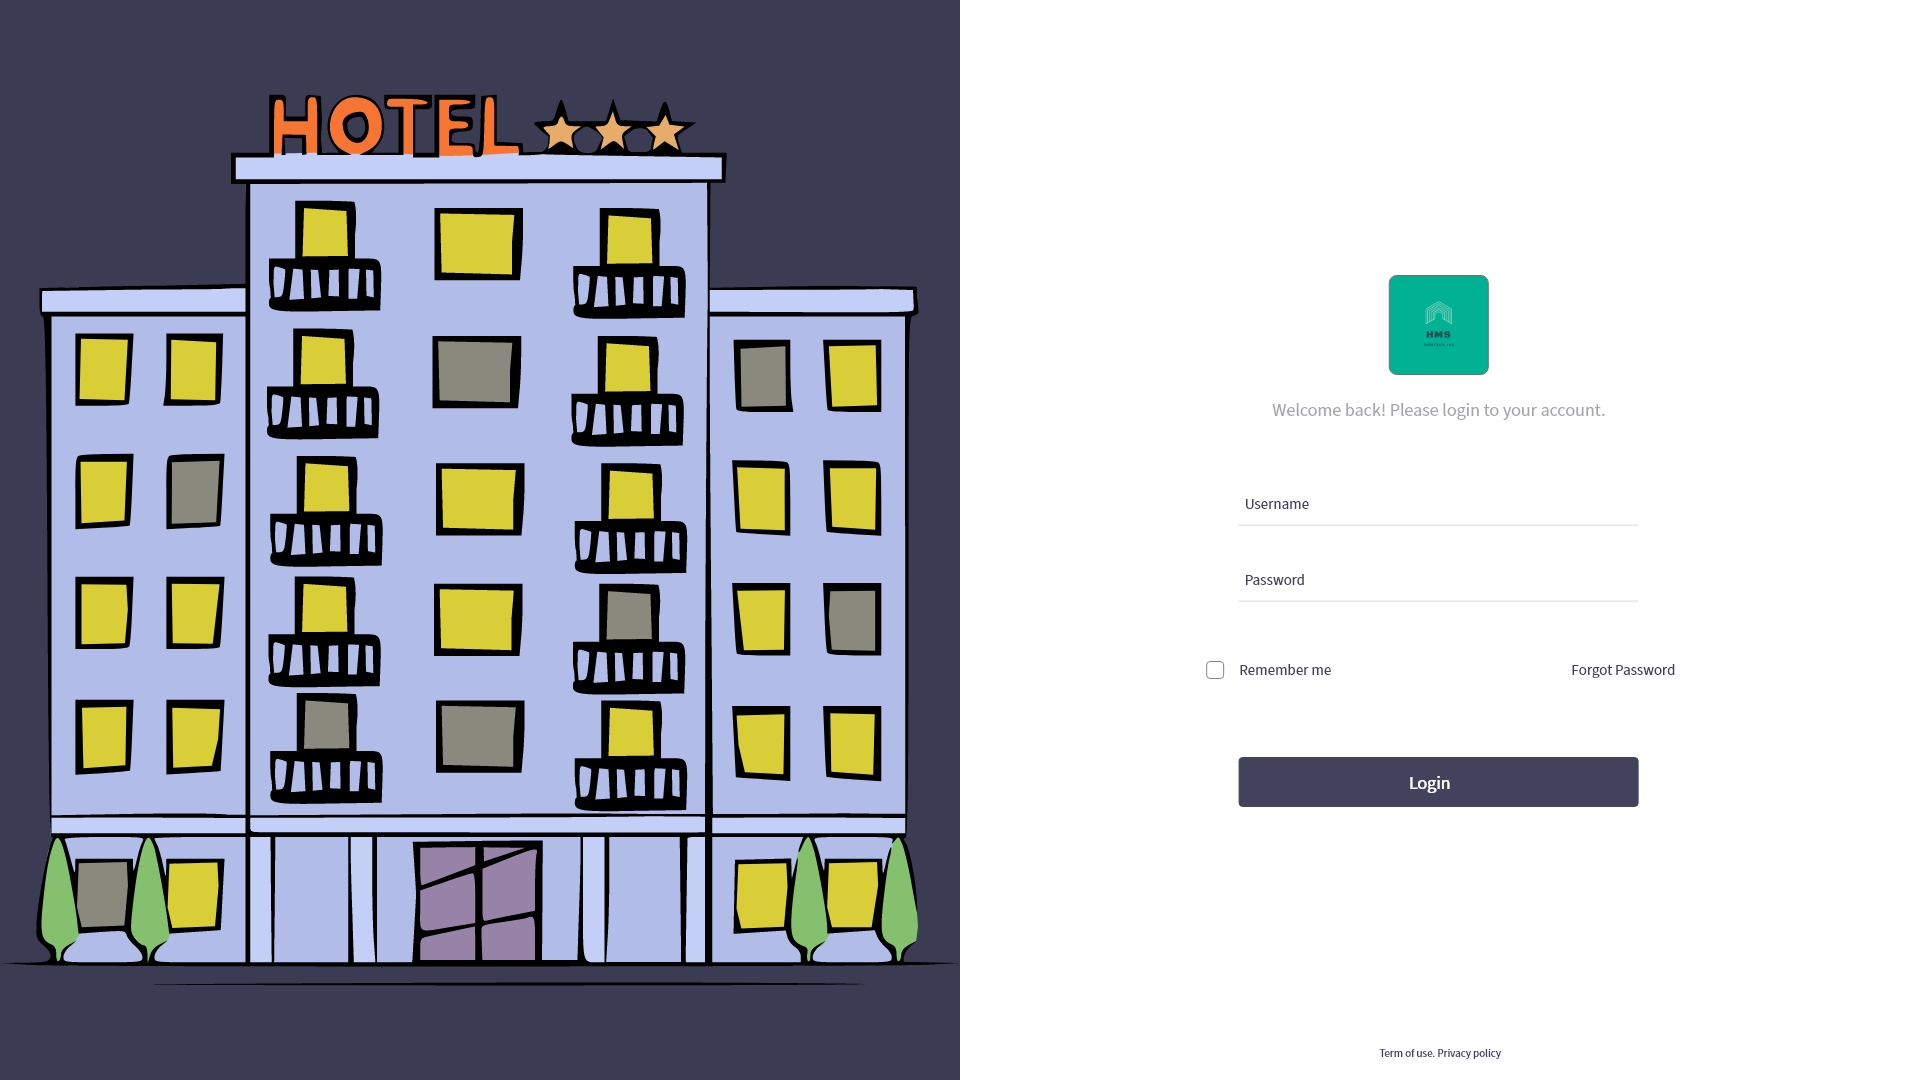 HOTEL
HMS
Welcome back! Please login to your account.
Username
Password
Remember me
Forgot Password
Login
Term of use. Privacy policy